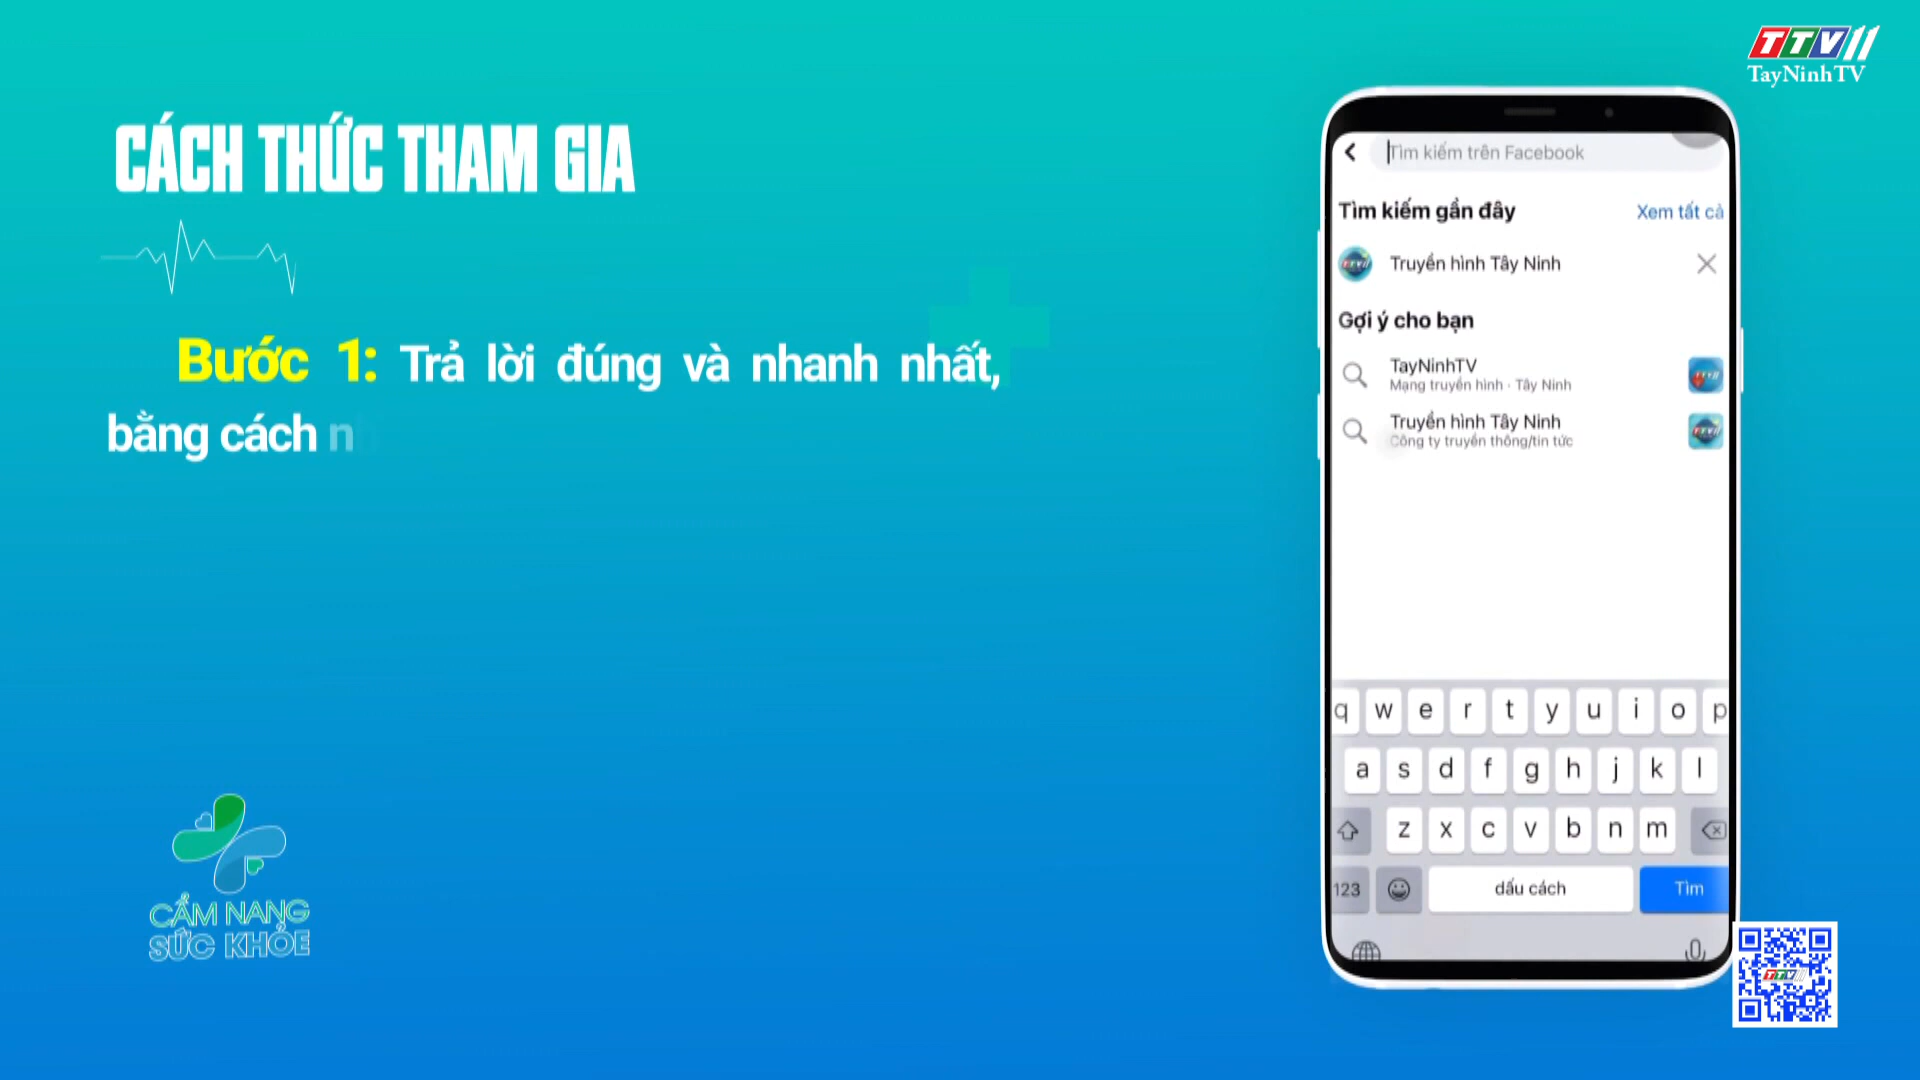 TTV11
TayNinhTV
CÁCH THỨC THAM GIA
Bước 1: Trả lời đúng và nhanh nhất,
bằng cách n
Tìm kiếm trên Facebook
Tìm kiếm gần đây
Xem tất cả
Truyền hình Tây Ninh
Gợi ý cho bạn
TayNinhTV
Mạng truyền hình · Tây Ninh
Truyền hình Tây Ninh
Công ty truyền thông/tin tức
q w e r t y u i o p
a s d f g h j k l
z x c v b n m
123
dấu cách
Tìm
CẨM NANG
SỨC KHỎE
TTV11